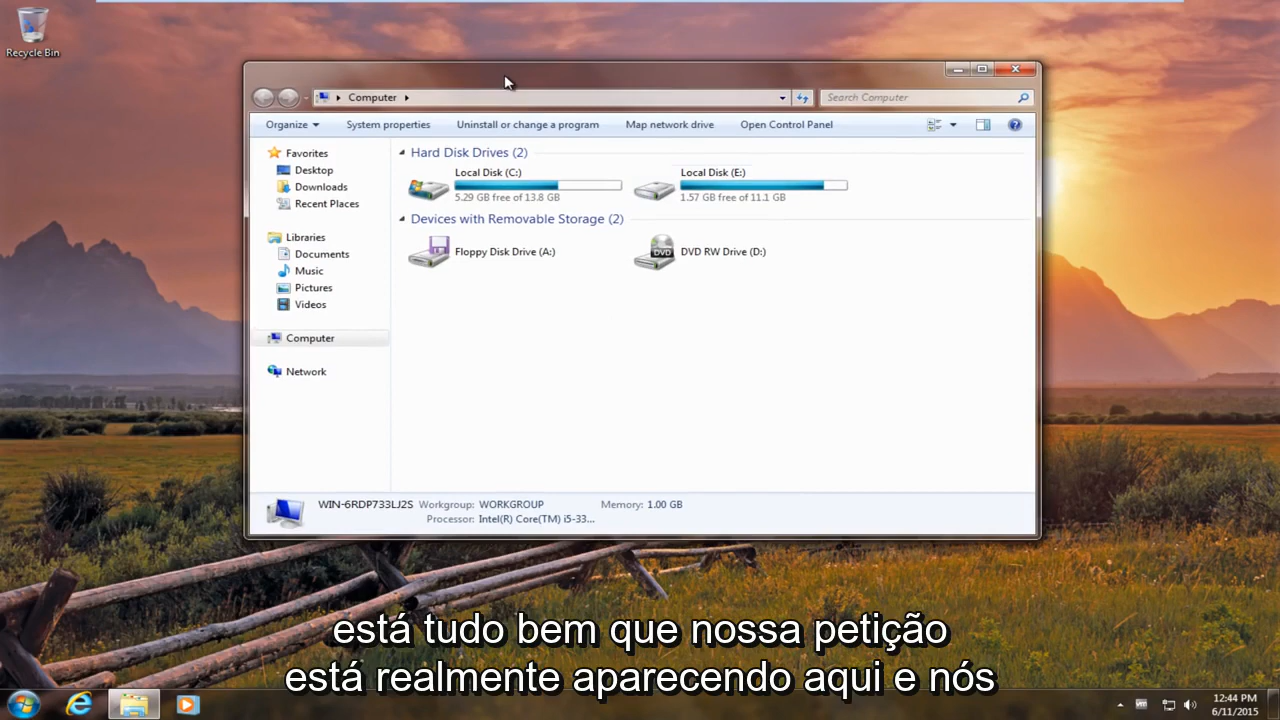 Recycle Bin
Computer
Search Computer
Organize
System properties
Uninstall or change a program
Map network drive
Open Control Panel
Favorites
Desktop
Downloads
Recent Places
Libraries
Documents
Music
Pictures
Videos
Computer
Network
Hard Disk Drives (2)
Local Disk (C:)
5.29 GB free of 13.8 GB
Local Disk (E:)
1.57 GB free of 11.1 GB
Devices with Removable Storage (2)
Floppy Disk Drive (A:)
DVD
DVD RW Drive (D:)
WIN-6RDP733LJ2S Workgroup: WORKGROUP Memory: 1.00 GB
Processor: Intel(R) Core(TM) i5-33...
está tudo bem que nossa petição
está realmente aparecendo aqui e nós
12:44 PM
6/11/2015